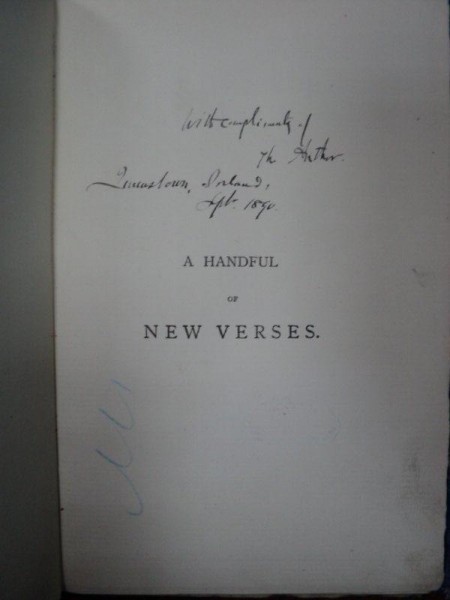 With compliments of
The Author.
Queenstown, Ireland,
Sept. 1890.
A HANDFUL
OF
NEW VERSES.